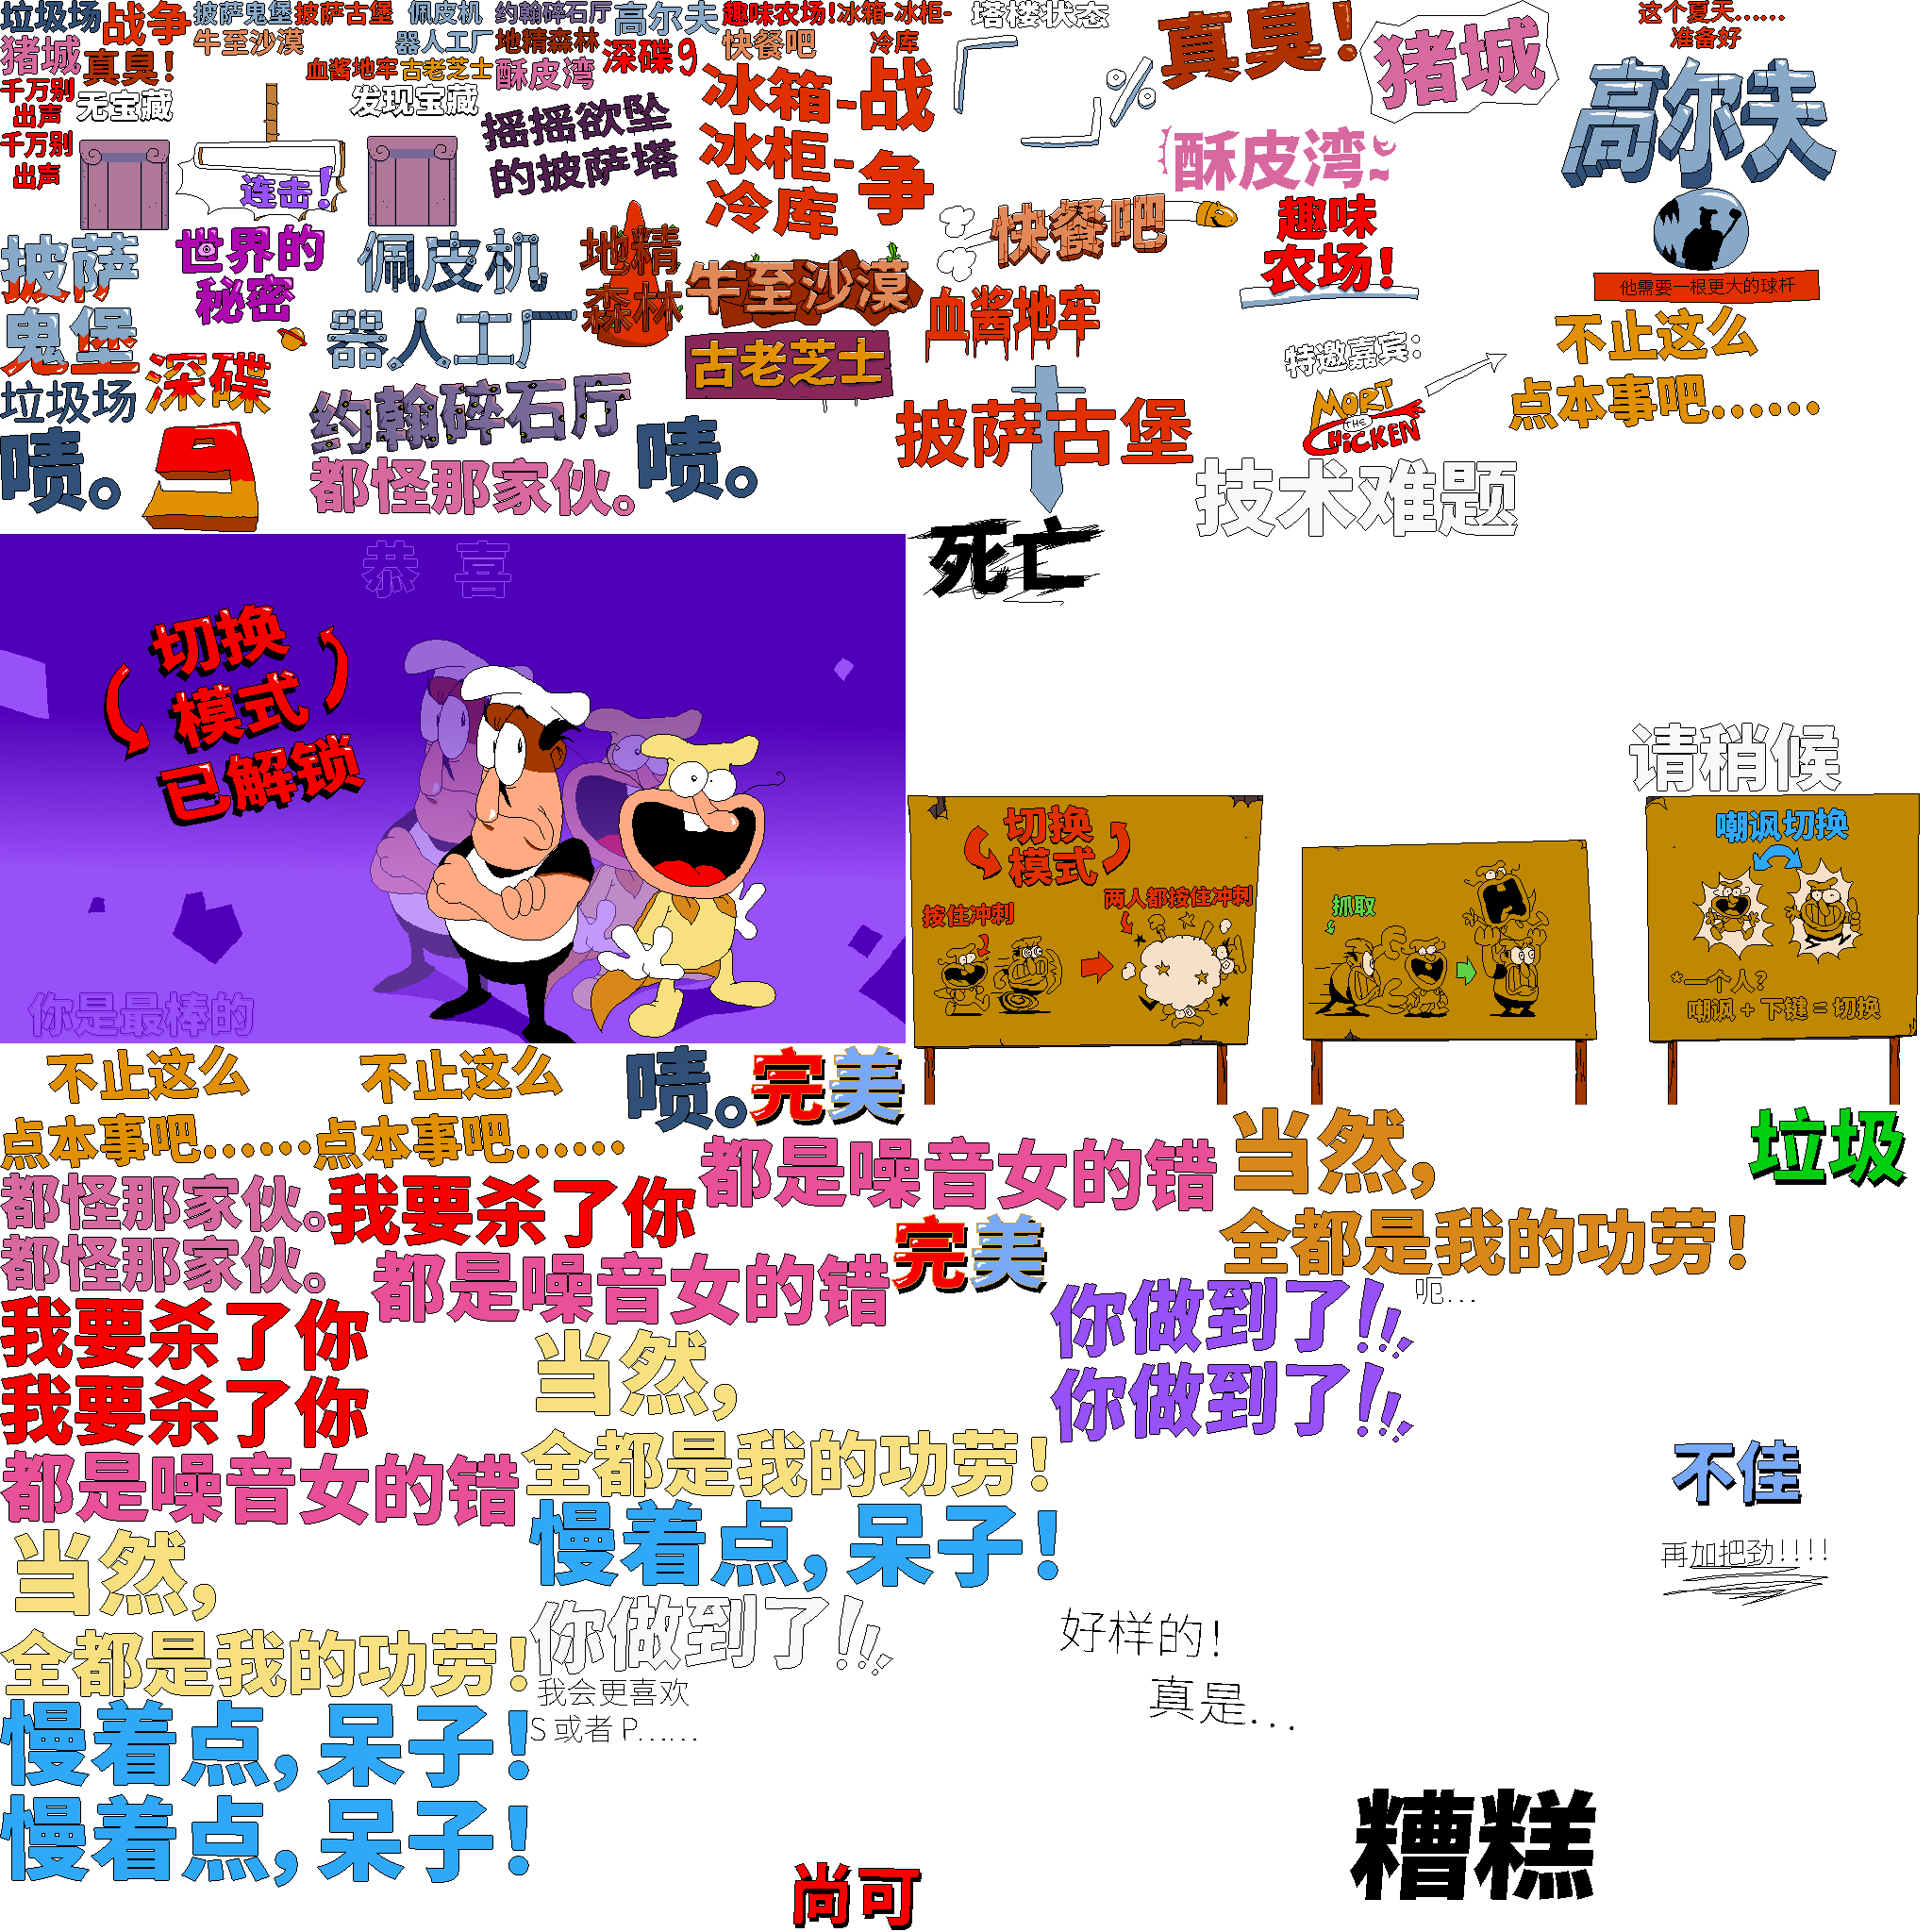 垃圾场
战争
披萨鬼堡
披萨古堡
佩皮机
器人工厂
约翰碎石厅
高尔夫
趣味农场!
冰箱-冰柜-
冷库
牛至沙漠
地精森林
快餐吧
猪城
真臭!
血酱地牢
古老芝士
酥皮湾
深碟9
千万别
出声
千万别
出声
无宝藏
发现宝藏
连击!
摇摇欲坠
的披萨塔
冰箱-
冰柜-
冷库
战
争
塔楼状态
%
真臭!
猪城
这个夏天……
准备好
高尔夫
酥皮湾
快餐吧
趣味
农场!
他需要一根更大的球杆
披萨
鬼堡
世界的
秘密
佩皮机
器人工厂
地精
森林
牛至沙漠
血酱地牢
古老芝士
特邀嘉宾:
MORT
THE
CHICKEN
不止这么
点本事吧……
深碟
9
垃圾场
约翰碎石厅
披萨古堡
啧。
都怪那家伙。
啧。
技术难题
死亡
恭 喜
切换
模式
已解锁
你是最棒的
请稍候
切换
模式
按住冲刺
两人都按住冲刺
抓取
嘲讽切换
*一个人?
嘲讽 + 下键 = 切换
不止这么
点本事吧……
不止这么
点本事吧……
啧。
完美
都是噪音女的错
当然,
全都是我的功劳!
垃圾
都怪那家伙。
我要杀了你
都怪那家伙。
都是噪音女的错
完美
你做到了!!!
呃…
我要杀了你
当然,
全都是我的功劳!
你做到了!!!
我要杀了你
都是噪音女的错
不佳
慢着点,呆子!
再加把劲!!!!
当然,
全都是我的功劳!
你做到了!!!
我会更喜欢
S 或者 P……
好样的!
真是…
慢着点,呆子!
慢着点,呆子!
糟糕
尚可